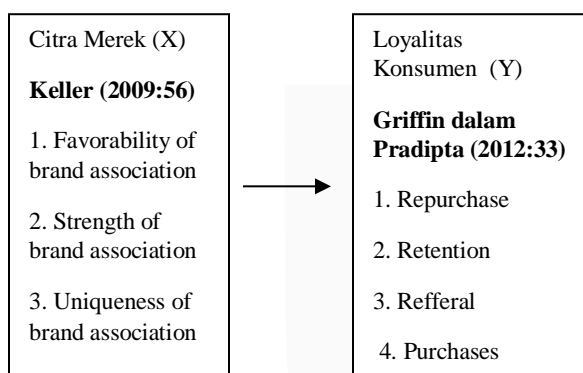 Citra Merek (X)
Keller (2009:56)
1. Favorability of
brand association
2. Strength of
brand association
3. Uniqueness of
brand association
Loyalitas
Konsumen (Y)
Griffin dalam
Pradipta (2012:33)
1. Repurchase
2. Retention
3. Refferal
4. Purchases